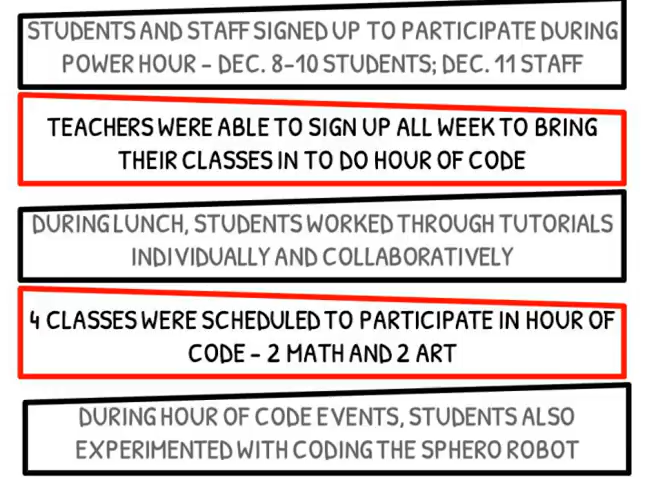 STUDENTS AND STAFF SIGNED UP TO PARTICIPATE DURING
POWER HOUR – DEC. 8-10 STUDENTS; DEC. 11 STAFF
TEACHERS WERE ABLE TO SIGN UP ALL WEEK TO BRING
THEIR CLASSES IN TO DO HOUR OF CODE
DURING LUNCH, STUDENTS WORKED THROUGH TUTORIALS
INDIVIDUALLY AND COLLABORATIVELY
4 CLASSES WERE SCHEDULED TO PARTICIPATE IN HOUR OF
CODE – 2 MATH AND 2 ART
DURING HOUR OF CODE EVENTS, STUDENTS ALSO
EXPERIMENTED WITH CODING THE SPHERO ROBOT